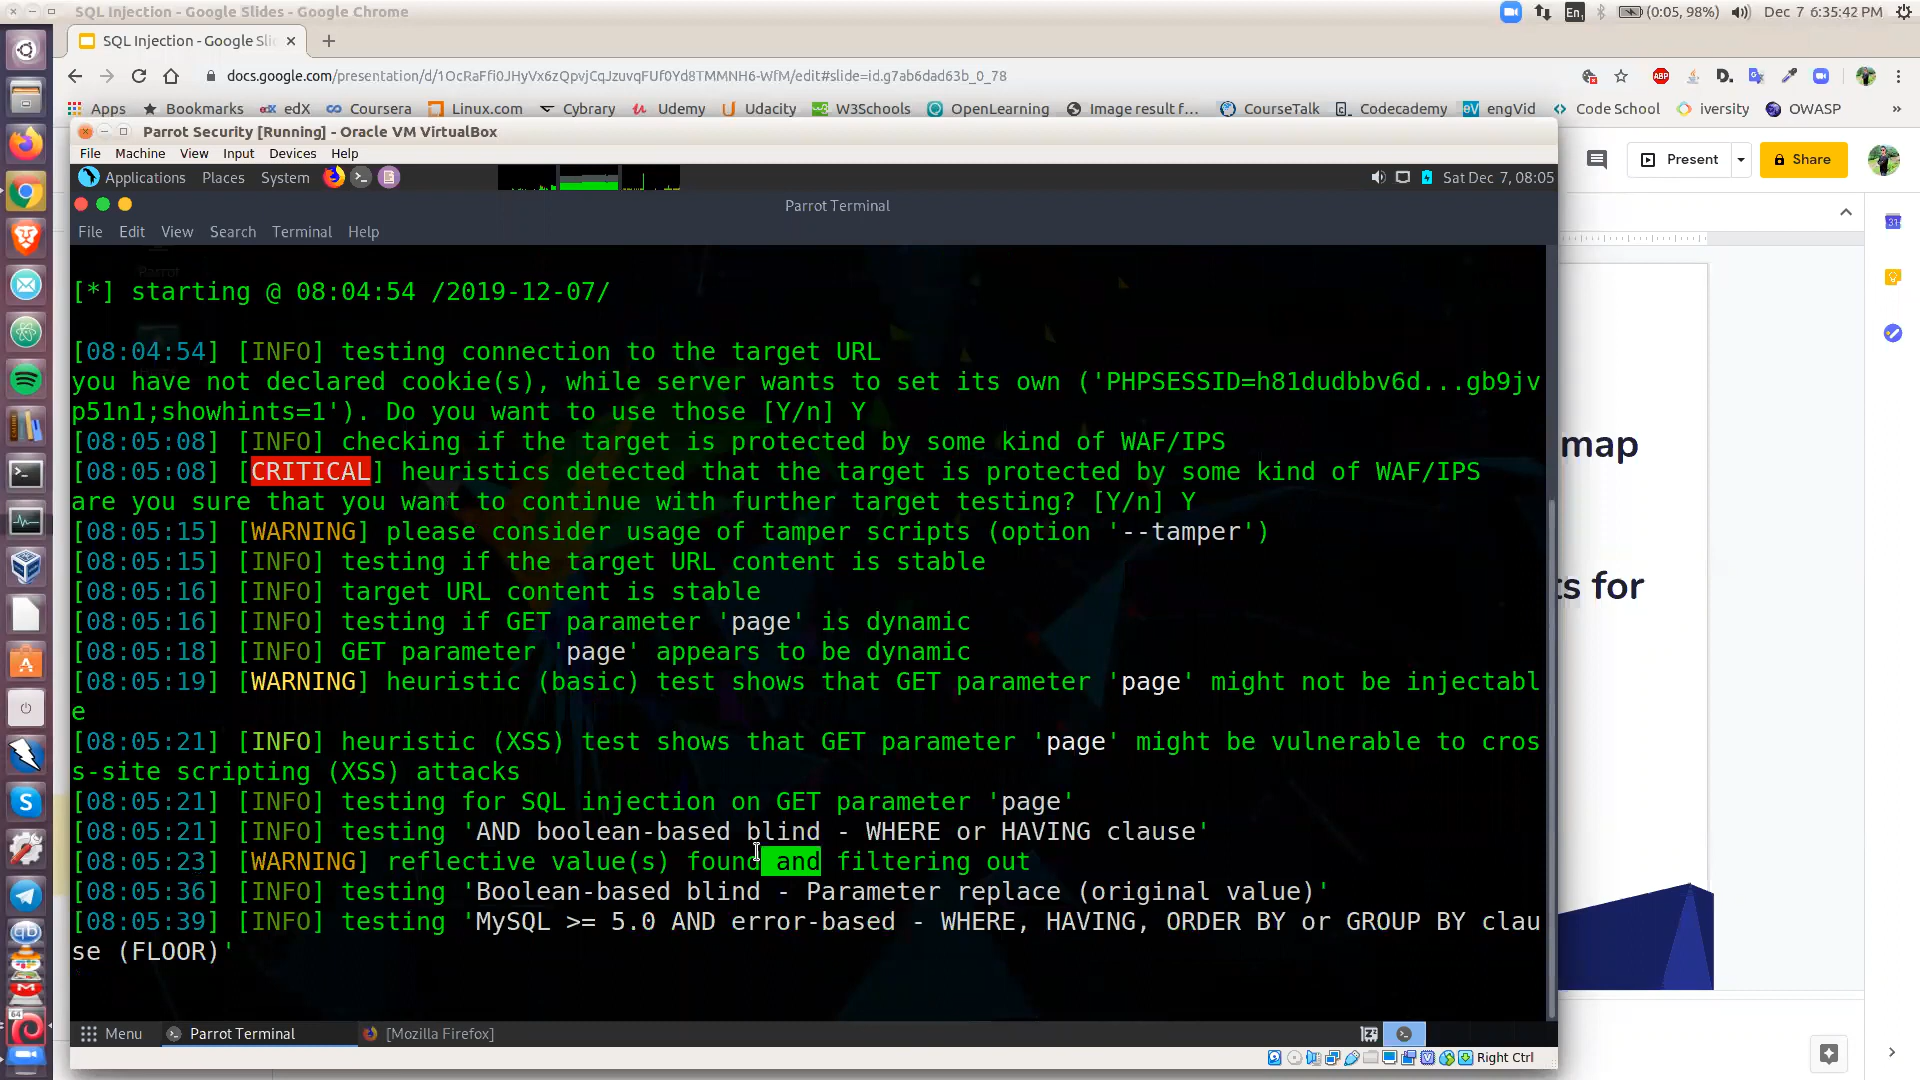 SQL Injection - Google Slides - Google Chrome
En
(0:05, 98%)
Dec 7 6:35:42 PM
SQL Injection - Google Slid
docs.google.com/presentation/d/1OcRaFfi0JHyVx6zQpvjCqJzuvqFUf0Yd8TMMNH6-WfM/edit#slide=id.g7ab6dad63b_0_78
ABP
Apps Bookmarks edX Coursera Linux.com Cybrary Udemy Udacity W3Schools OpenLearning Image result f... CourseTalk Codecademy engVid Code School iversity OWASP »
Parrot Security [Running] - Oracle VM VirtualBox
File Machine View Input Devices Help
Present
Share
Applications Places System
Sat Dec 7, 08:05
Parrot Terminal
File Edit View Search Terminal Help
[*] starting @ 08:04:54 /2019-12-07/
[08:04:54] [INFO] testing connection to the target URL
you have not declared cookie(s), while server wants to set its own ('PHPSESSID=h81dudbbv6d...gb9jv
p51n1;showhints=1'). Do you want to use those [Y/n] Y
[08:05:08] [INFO] checking if the target is protected by some kind of WAF/IPS
[08:05:08] [CRITICAL] heuristics detected that the target is protected by some kind of WAF/IPS
are you sure that you want to continue with further target testing? [Y/n] Y
[08:05:15] [WARNING] please consider usage of tamper scripts (option '--tamper')
[08:05:15] [INFO] testing if the target URL content is stable
[08:05:16] [INFO] target URL content is stable
[08:05:16] [INFO] testing if GET parameter 'page' is dynamic
[08:05:18] [INFO] GET parameter 'page' appears to be dynamic
[08:05:19] [WARNING] heuristic (basic) test shows that GET parameter 'page' might not be injectabl
e
[08:05:21] [INFO] heuristic (XSS) test shows that GET parameter 'page' might be vulnerable to cros
s-site scripting (XSS) attacks
[08:05:21] [INFO] testing for SQL injection on GET parameter 'page'
[08:05:21] [INFO] testing 'AND boolean-based blind - WHERE or HAVING clause'
[08:05:23] [WARNING] reflective value(s) found and filtering out
[08:05:36] [INFO] testing 'Boolean-based blind - Parameter replace (original value)'
[08:05:39] [INFO] testing 'MySQL >= 5.0 AND error-based - WHERE, HAVING, ORDER BY or GROUP BY clau
se (FLOOR)'
map
ts for
Menu Parrot Terminal [Mozilla Firefox]
Right Ctrl